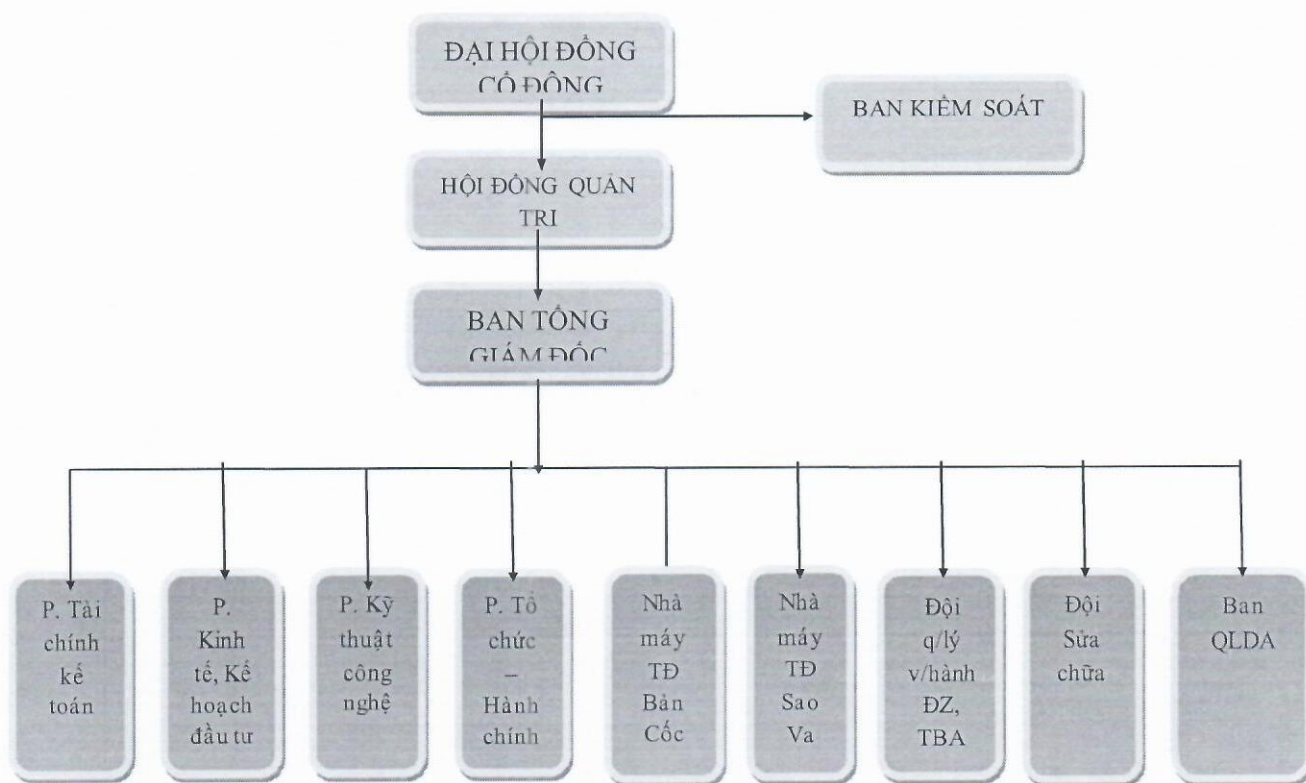 ĐẠI HỘI ĐỒNG
CỔ ĐÔNG
BAN KIỂM SOÁT
HỘI ĐỒNG QUẢN
TRI
BAN TỔNG
GIÁM ĐỐC
P. Tài
chính
kế
toán
P.
Kinh
tế, Kế
hoạch
đầu tư
P. Kỹ
thuật
công
nghệ
P. Tổ
chức
–
Hành
chính
Nhà
máy
TĐ
Bản
Cốc
Nhà
máy
TĐ
Sao
Va
Đội
q/lý
v/hành
ĐZ,
TBA
Đội
Sửa
chữa
Ban
QLDA